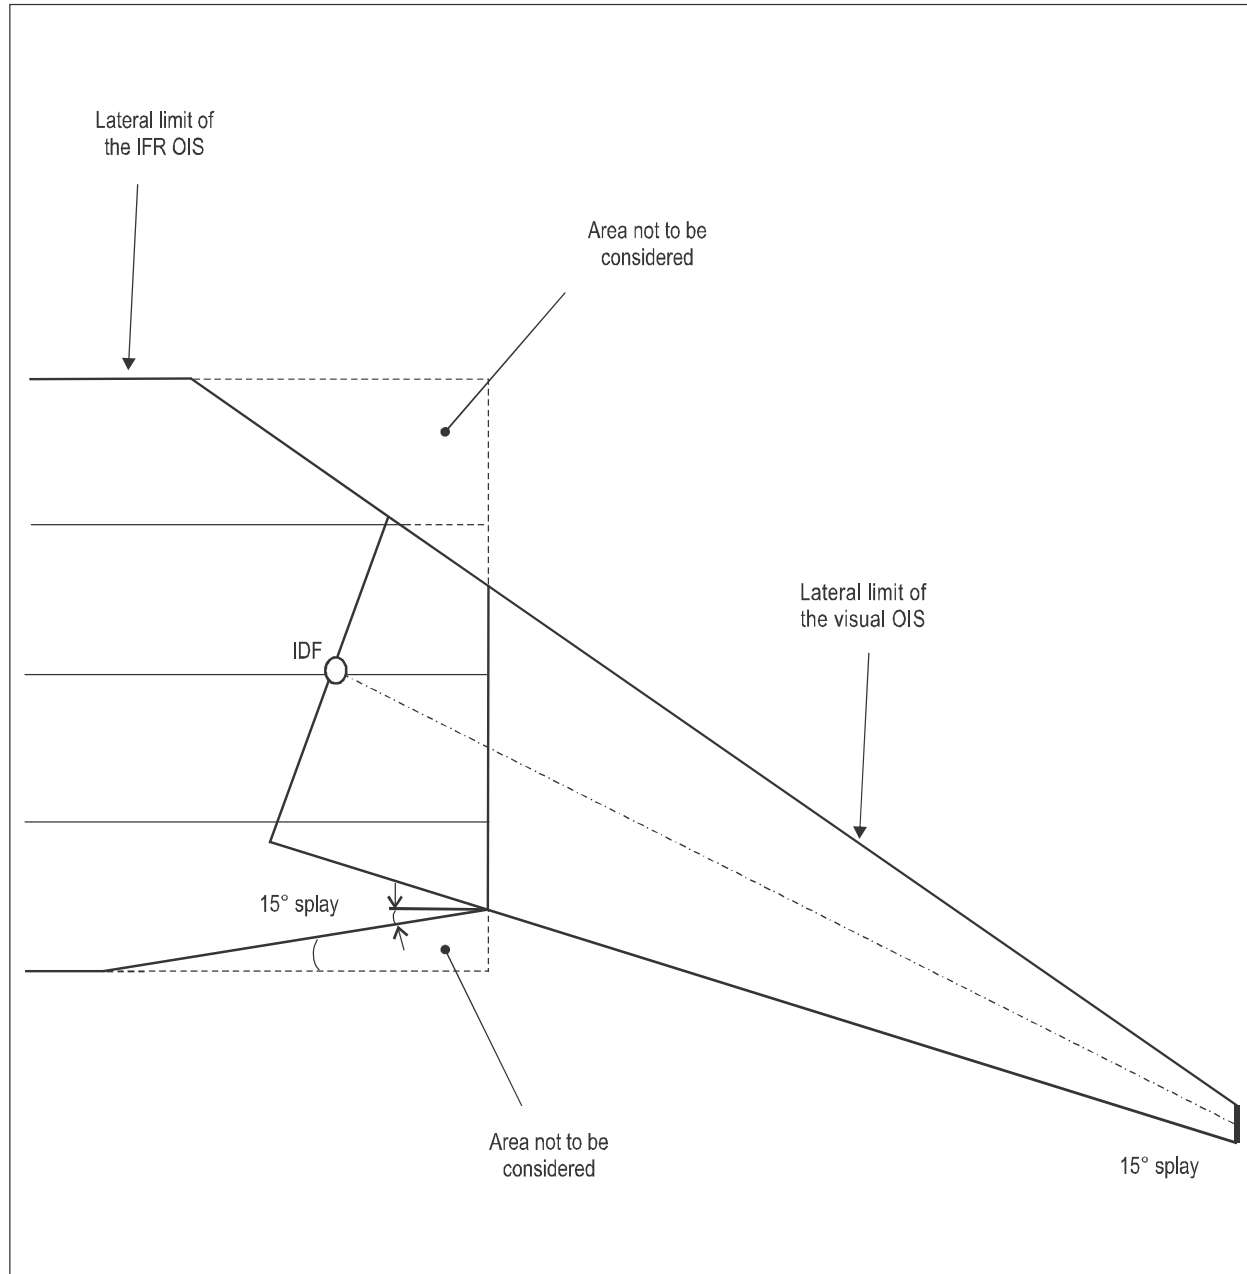 Lateral limit of
the IFR OIS
Area not to be
considered
Lateral limit of
the visual OIS
IDF
15° splay
Area not to be
considered
15° splay